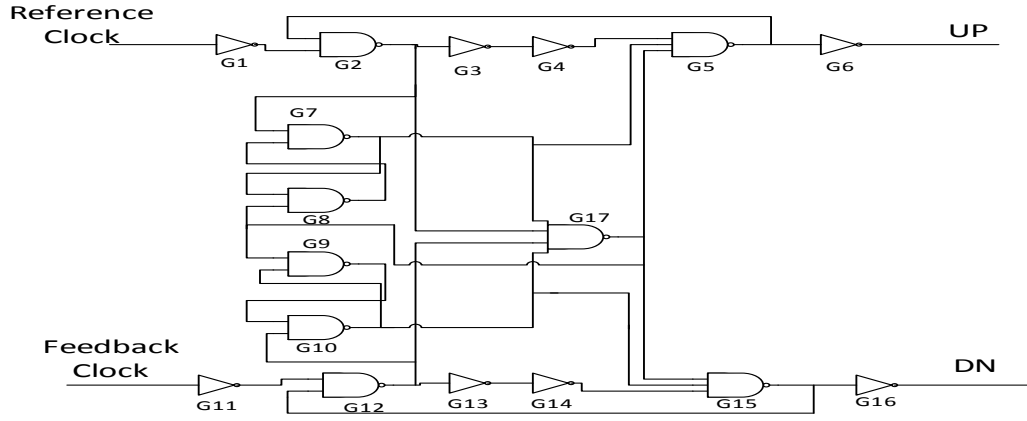 Reference
Clock
UP
G1
G2
G3
G4
G5
G6
G7
G8
G17
G9
G10
Feedback
Clock
DN
G11
G12
G13
G14
G15
G16